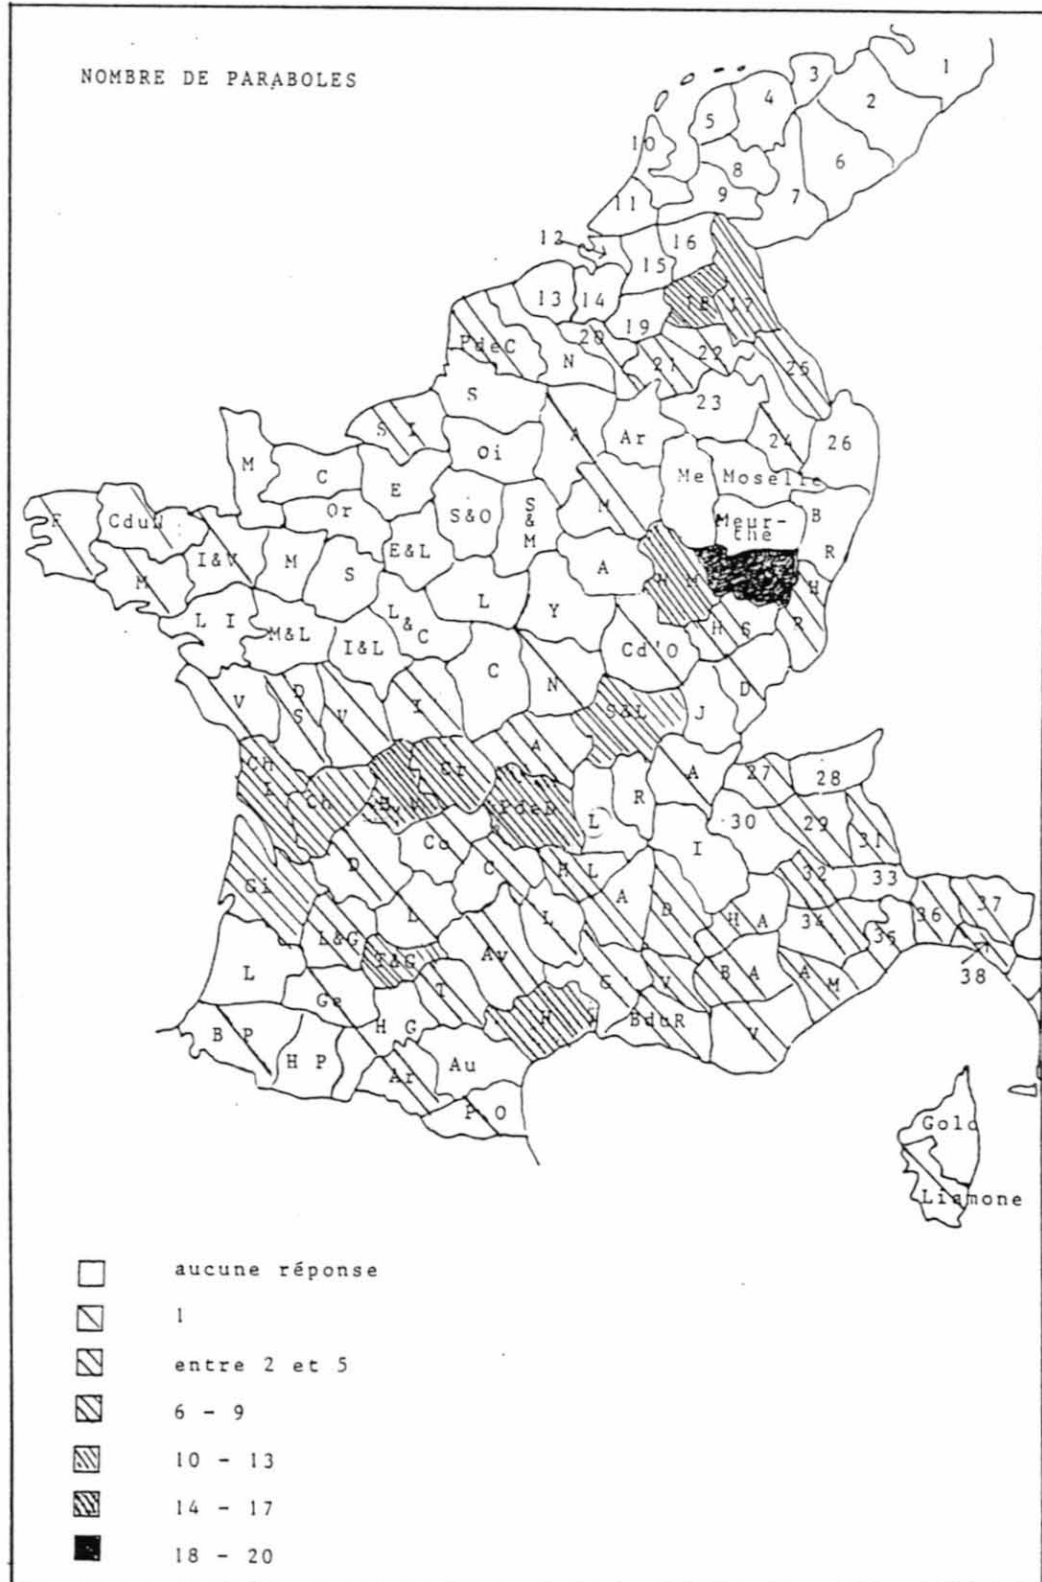 NOMBRE DE PARABOLES
1
3
4
2
5
10
6
8
9
7
11
12
16
15
13
14
17
19
20
PdeC
21
22
N
25
S
23
S I
A
Ar
24
26
Oi
M
Me
Moselle
C
E
M
B
Or
S&O
S
&
M
Meur-
the
F
CduN
I&V
M
E&L
A
H M
R
M
S
H
L
Y
L I
M&L
L
&
C
H S
R
I&L
Cd'O
C
N
D
V
D
S
V
I
S&L
J
A
Ch
I
Ch
Cr
A
27
28
PdeD
L
R
30
29
Co
I
31
D
C
H L
32
33
Gi
A
D
H A
34
36
37
L
L
35
L&G
Av
38
T&G
G
V
B A
A M
L
Ge
T
H
BduR
V
B P
H G
H P
Ar
Au
P O
Golo
Liamone
aucune réponse
1
entre 2 et 5
6 - 9
10 - 13
14 - 17
18 - 20